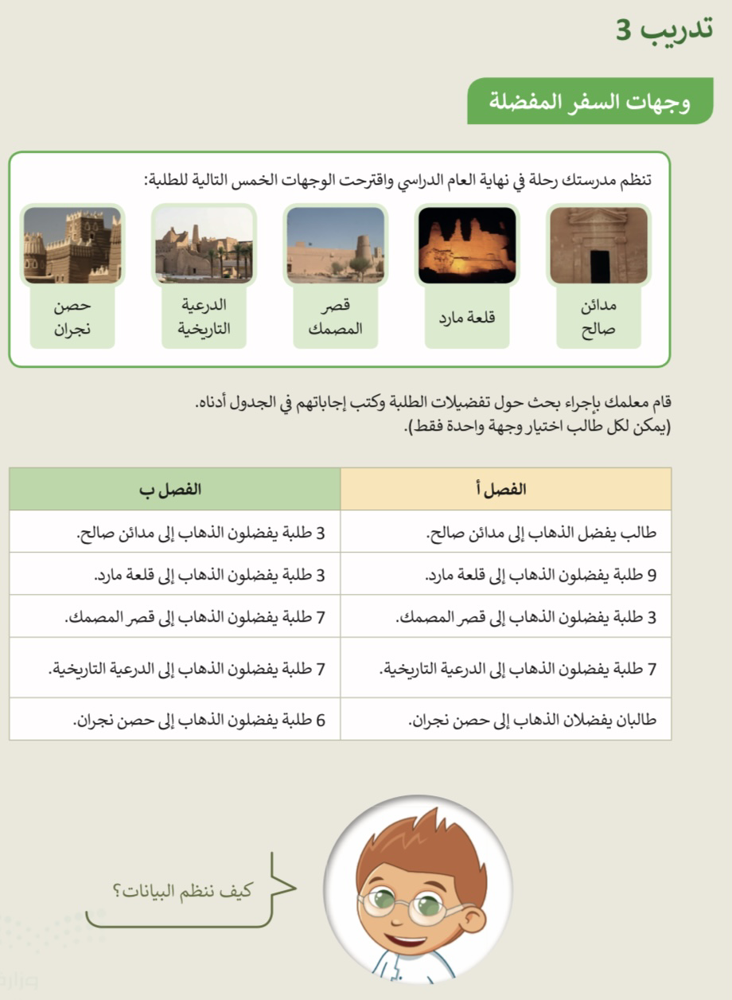 تدريب 3
وجهات السفر المفضلة
تنظم مدرستك رحلة في نهاية العام الدراسي واقترحت الوجهات الخمس التالية للطلبة:
مدائن
صالح
قلعة مارد
قصر
المصمك
الدرعية
التاريخية
حصن
نجران
قام معلمك بإجراء بحث حول تفضيلات الطلبة وكتب إجاباتهم في الجدول أدناه.
(يمكن لكل طالب اختيار وجهة واحدة فقط).
الفصل أ الفصل ب
طالب يفضل الذهاب إلى مدائن صالح. 3 طلبة يفضلون الذهاب إلى مدائن صالح.
9 طلبة يفضلون الذهاب إلى قلعة مارد. 3 طلبة يفضلون الذهاب إلى قلعة مارد.
3 طلبة يفضلون الذهاب إلى قصر المصمك. 7 طلبة يفضلون الذهاب إلى قصر المصمك.
7 طلبة يفضلون الذهاب إلى الدرعية التاريخية. 7 طلبة يفضلون الذهاب إلى الدرعية التاريخية.
طالبان يفضلان الذهاب إلى حصن نجران. 6 طلبة يفضلون الذهاب إلى حصن نجران.
كيف ننظم البيانات؟